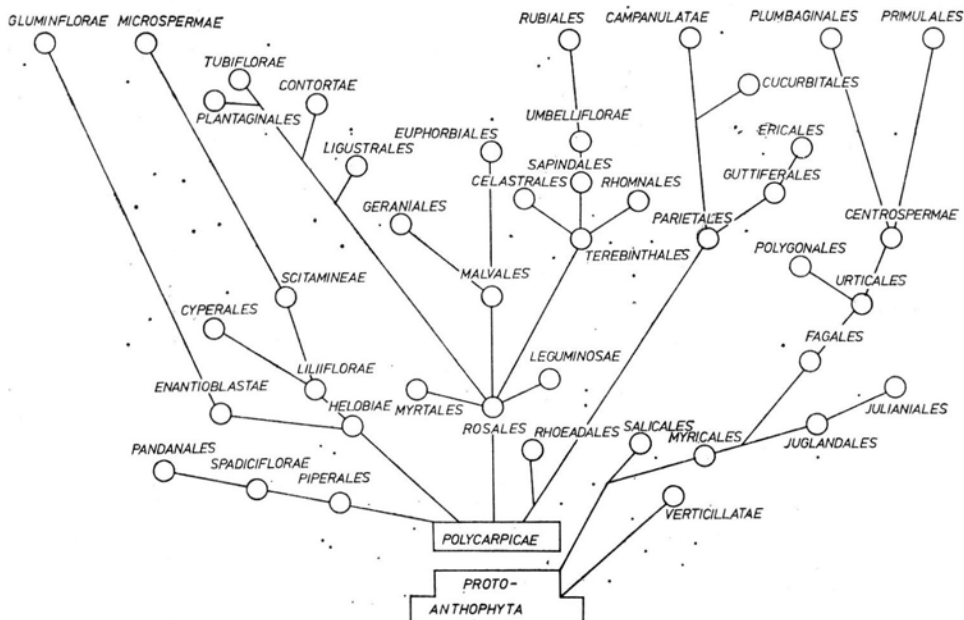 GLUMINFLORAE MICROSPERMAE RUBIALES CAMPANULATAE PLUMBAGINALES PRIMULALES
TUBIFLORAE
CONTORTAE
CUCURBITALES
PLANTAGINALES
UMBELLIFLORAE
EUPHORBIALES
ERICALES
LIGUSTRALES
SAPINDALES
CELASTRALES
RHOMNALES
GUTTIFERALES
GERANIALES
PARIETALES
CENTROSPERMAE
POLYGONALES
TEREBINTHALES
SCITAMINEAE
MALVALES
URTICALES
CYPERALES
FAGALES
LEGUMINOSAE
LILIIFLORAE
ENANTIOBLASTAE
HELOBIAE
MYRTALES
ROSALES
RHOEADALES
SALICALES
MYRICALES
JULIANIALES
JUGLANDALES
PANDANALES
SPADICIFLORAE
PIPERALES
VERTICILLATAE
POLYCARPICAE
PROTO-
ANTHOPHYTA